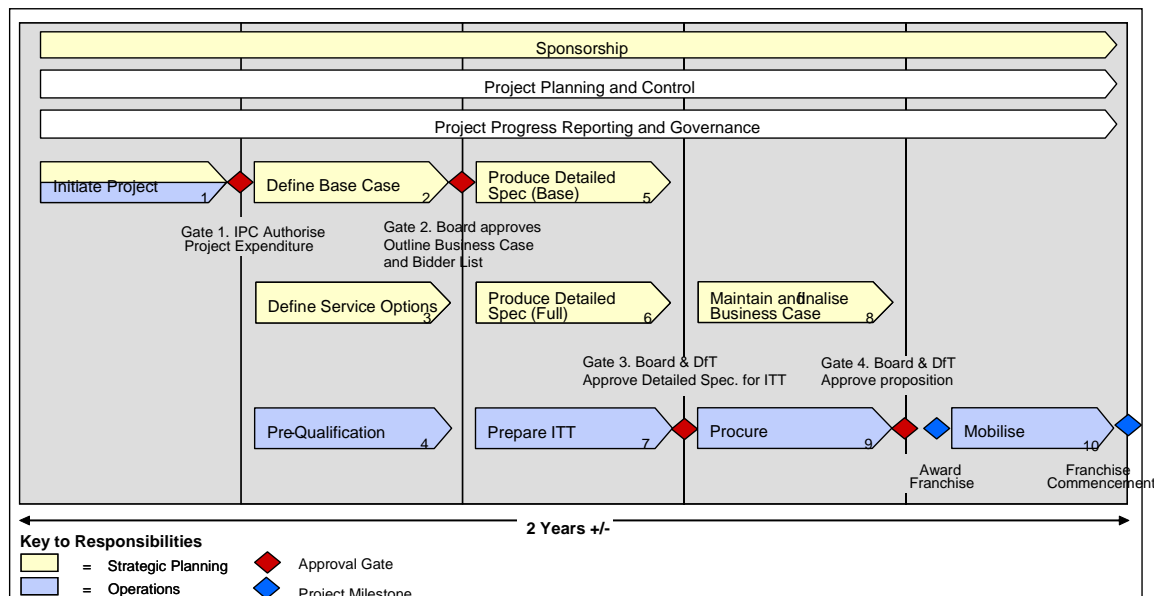 Sponsorship
Project Planning and Control
Project Progress Reporting and Governance
Initiate Project
1
Define Base Case
2
Produce Detailed
Spec (Base)
5
Gate 1. IPC Authorise
Project Expenditure
Gate 2. Board approves
Outline Business Case
and Bidder List
Define Service Options
3
Produce Detailed
Spec (Full)
6
Maintain and finalise
Business Case
8
Gate 3. Board & DfT
Approve Detailed Spec. for ITT
Gate 4. Board & DfT
Approve proposition
Pre-Qualification
4
Prepare ITT
7
Procure
9
Mobilise
10
Award
Franchise
Franchise
Commencement
2 Years +/-
Key to Responsibilities
= Strategic Planning
Approval Gate
= Operations
Project Milestone